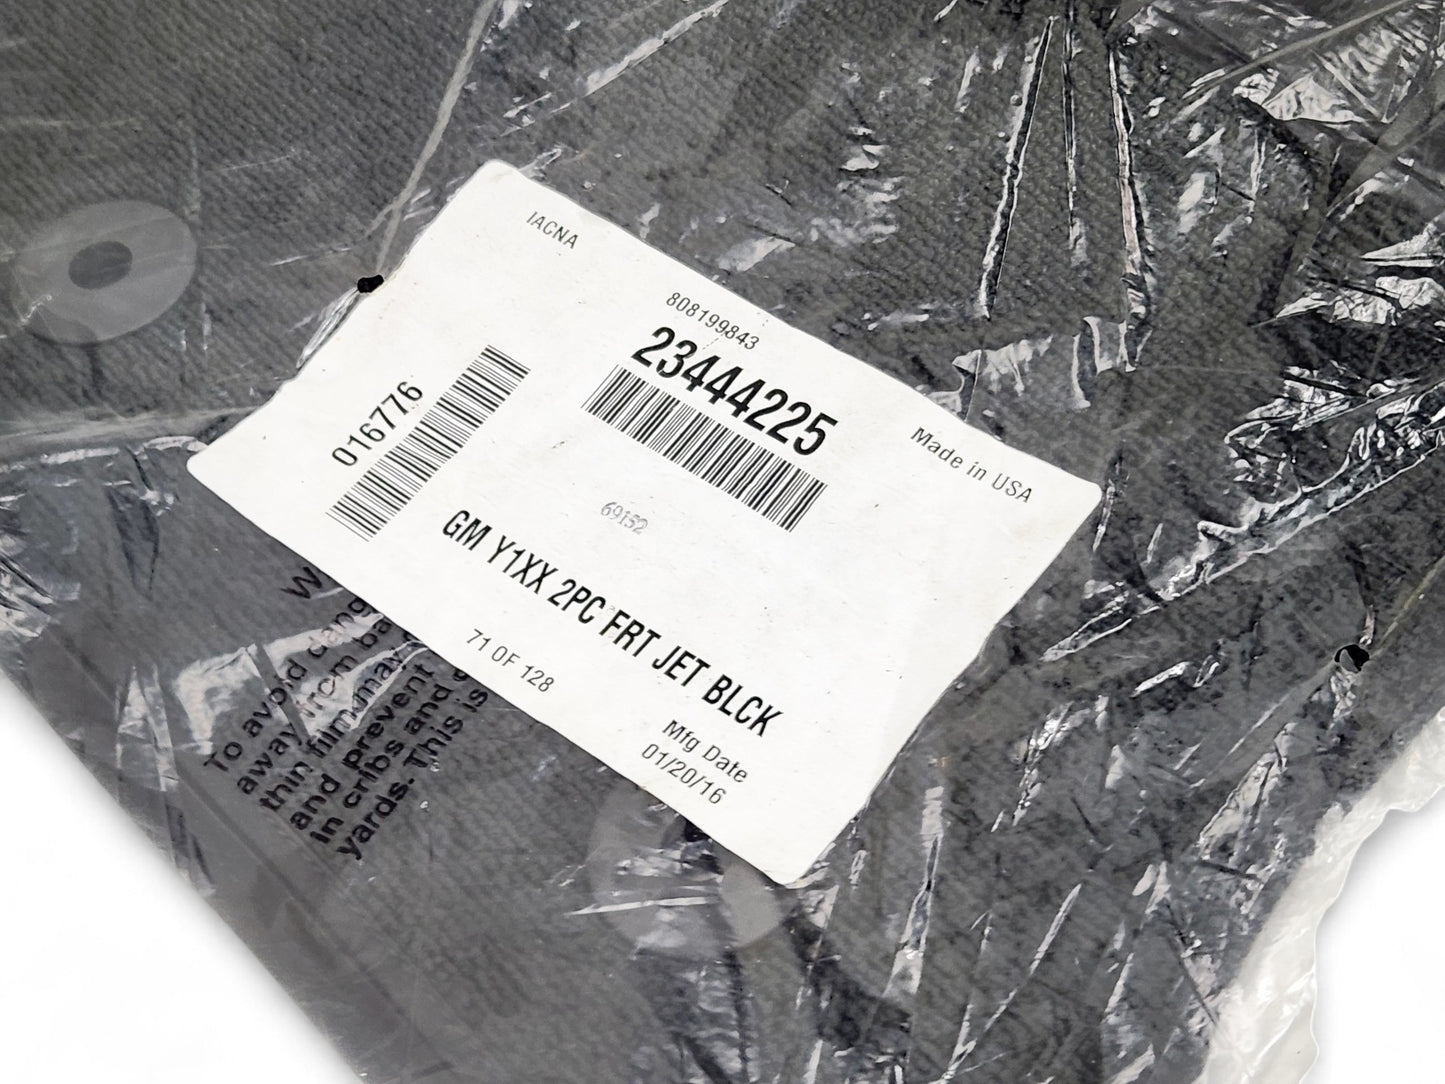 IACNA
808199843
23444225
Made in USA
016776
69152
GM Y1XX 2PC FRT JET BLCK
71 OF 128
Mfg Date
01/20/16
To avoid
away from
thin film may
and prevent
in cribs and
yards. This is